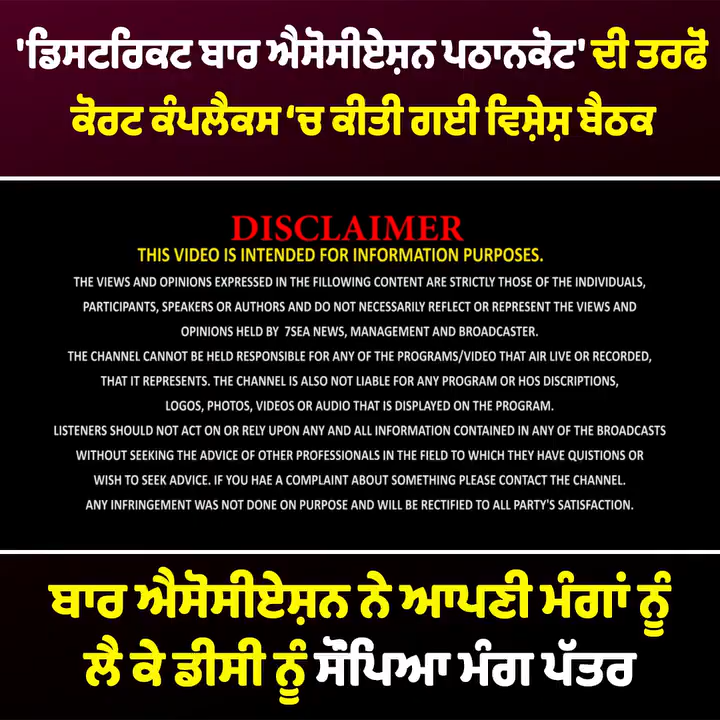 'ਡਿਸਟਰਿਕਟ ਬਾਰ ਐਸੋਸੀਏਸ਼ਨ ਪਠਾਨਕੋਟ' ਦੀ ਤਰਫੋਂ
ਕੋਰਟ ਕੰਪਲੈਕਸ ‘ਚ ਕੀਤੀ ਗਈ ਵਿਸ਼ੇਸ਼ ਬੈਠਕ
DISCLAIMER
THIS VIDEO IS INTENDED FOR INFORMATION PURPOSES.
THE VIEWS AND OPINIONS EXPRESSED IN THE FILLOWING CONTENT ARE STRICTLY THOSE OF THE INDIVIDUALS,
PARTICIPANTS, SPEAKERS OR AUTHORS AND DO NOT NECESSARILY REFLECT OR REPRESENT THE VIEWS AND
OPINIONS HELD BY 7SEA NEWS, MANAGEMENT AND BROADCASTER.
THE CHANNEL CANNOT BE HELD RESPONSIBLE FOR ANY OF THE PROGRAMS/VIDEO THAT AIR LIVE OR RECORDED,
THAT IT REPRESENTS. THE CHANNEL IS ALSO NOT LIABLE FOR ANY PROGRAM OR HOS DISCRIPTIONS,
LOGOS, PHOTOS, VIDEOS OR AUDIO THAT IS DISPLAYED ON THE PROGRAM.
LISTENERS SHOULD NOT ACT ON OR RELY UPON ANY AND ALL INFORMATION CONTAINED IN ANY OF THE BROADCASTS
WITHOUT SEEKING THE ADVICE OF OTHER PROFESSIONALS IN THE FIELD TO WHICH THEY HAVE QUISTIONS OR
WISH TO SEEK ADVICE. IF YOU HAE A COMPLAINT ABOUT SOMETHING PLEASE CONTACT THE CHANNEL.
ANY INFRINGEMENT WAS NOT DONE ON PURPOSE AND WILL BE RECTIFIED TO ALL PARTY'S SATISFACTION.
ਬਾਰ ਐਸੋਸੀਏਸ਼ਨ ਨੇ ਆਪਣੀ ਮੰਗਾਂ ਨੂੰ
ਲੈ ਕੇ ਡੀਸੀ ਨੂੰ ਸੌਂਪਿਆ ਮੰਗ ਪੱਤਰ